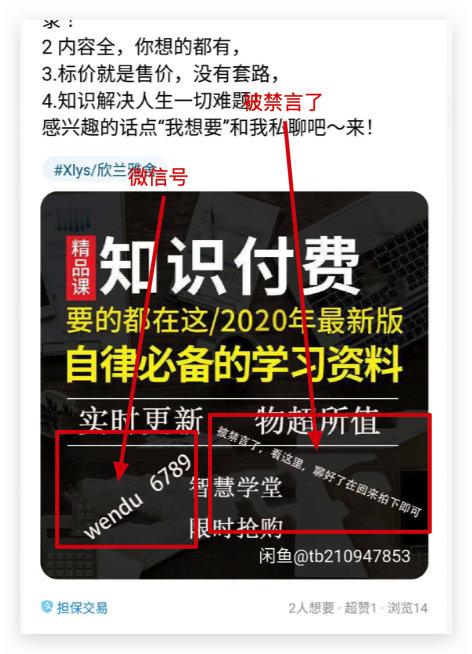 2 内容全，你想的都有，
3.标价就是售价，没有套路，
4.知识解决人生一切难题
被禁言了
感兴趣的话点“我想要”和我私聊吧～来！
#Xlys/欣兰雅舍
微信号
精品课
知识付费
要的都在这/2020年最新版
自律必备的学习资料
实时更新 物超所值
被禁言了，看这里，聊好了在回来拍下即可
wendu 6789
智慧学堂
限时抢购
闲鱼@tb210947853
担保交易
2人想要 · 超赞1 · 浏览14